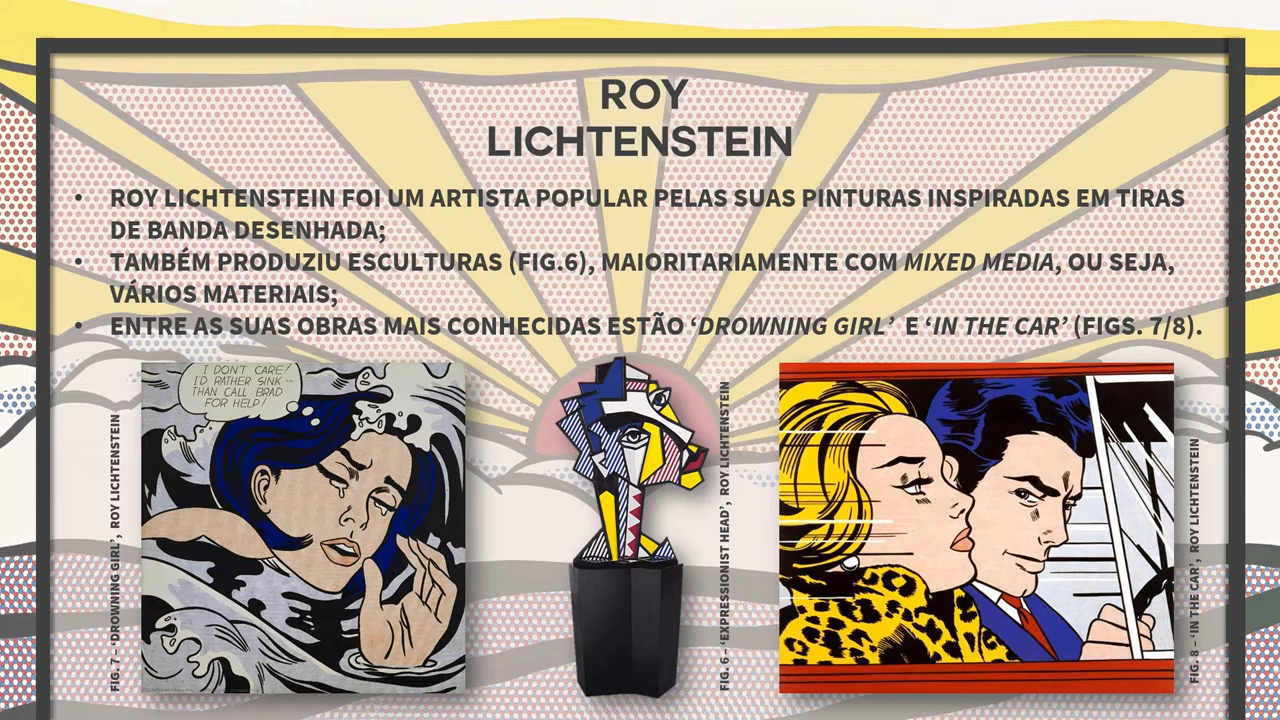 ROY
LICHTENSTEIN
• ROY LICHTENSTEIN FOI UM ARTISTA POPULAR PELAS SUAS PINTURAS INSPIRADAS EM TIRAS
DE BANDA DESENHADA;
• TAMBÉM PRODUZIU ESCULTURAS (FIG.6), MAIORITARIAMENTE COM MIXED MEDIA, OU SEJA,
VÁRIOS MATERIAIS;
• ENTRE AS SUAS OBRAS MAIS CONHECIDAS ESTÃO ‘DROWNING GIRL’ E ‘IN THE CAR’ (FIGS. 7/8).
I DON'T CARE!
I'D RATHER SINK --
THAN CALL BRAD
FOR HELP!
FIG. 7 – ‘DROWNING GIRL’, ROY LICHTENSTEIN
FIG. 6 – ‘EXPRESSIONIST HEAD’, ROY LICHTENSTEIN
FIG. 8 – ‘IN THE CAR’, ROY LICHTENSTEIN